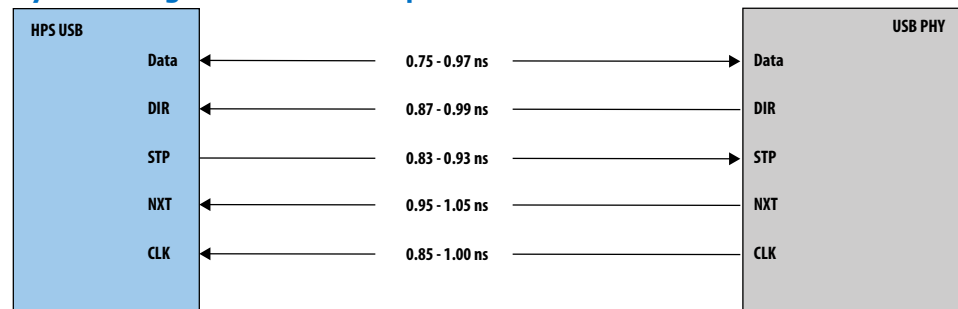 HPS USB
USB PHY
Data 0.75 - 0.97 ns Data
DIR 0.87 - 0.99 ns DIR
STP 0.83 - 0.93 ns STP
NXT 0.95 - 1.05 ns NXT
CLK 0.85 - 1.00 ns CLK